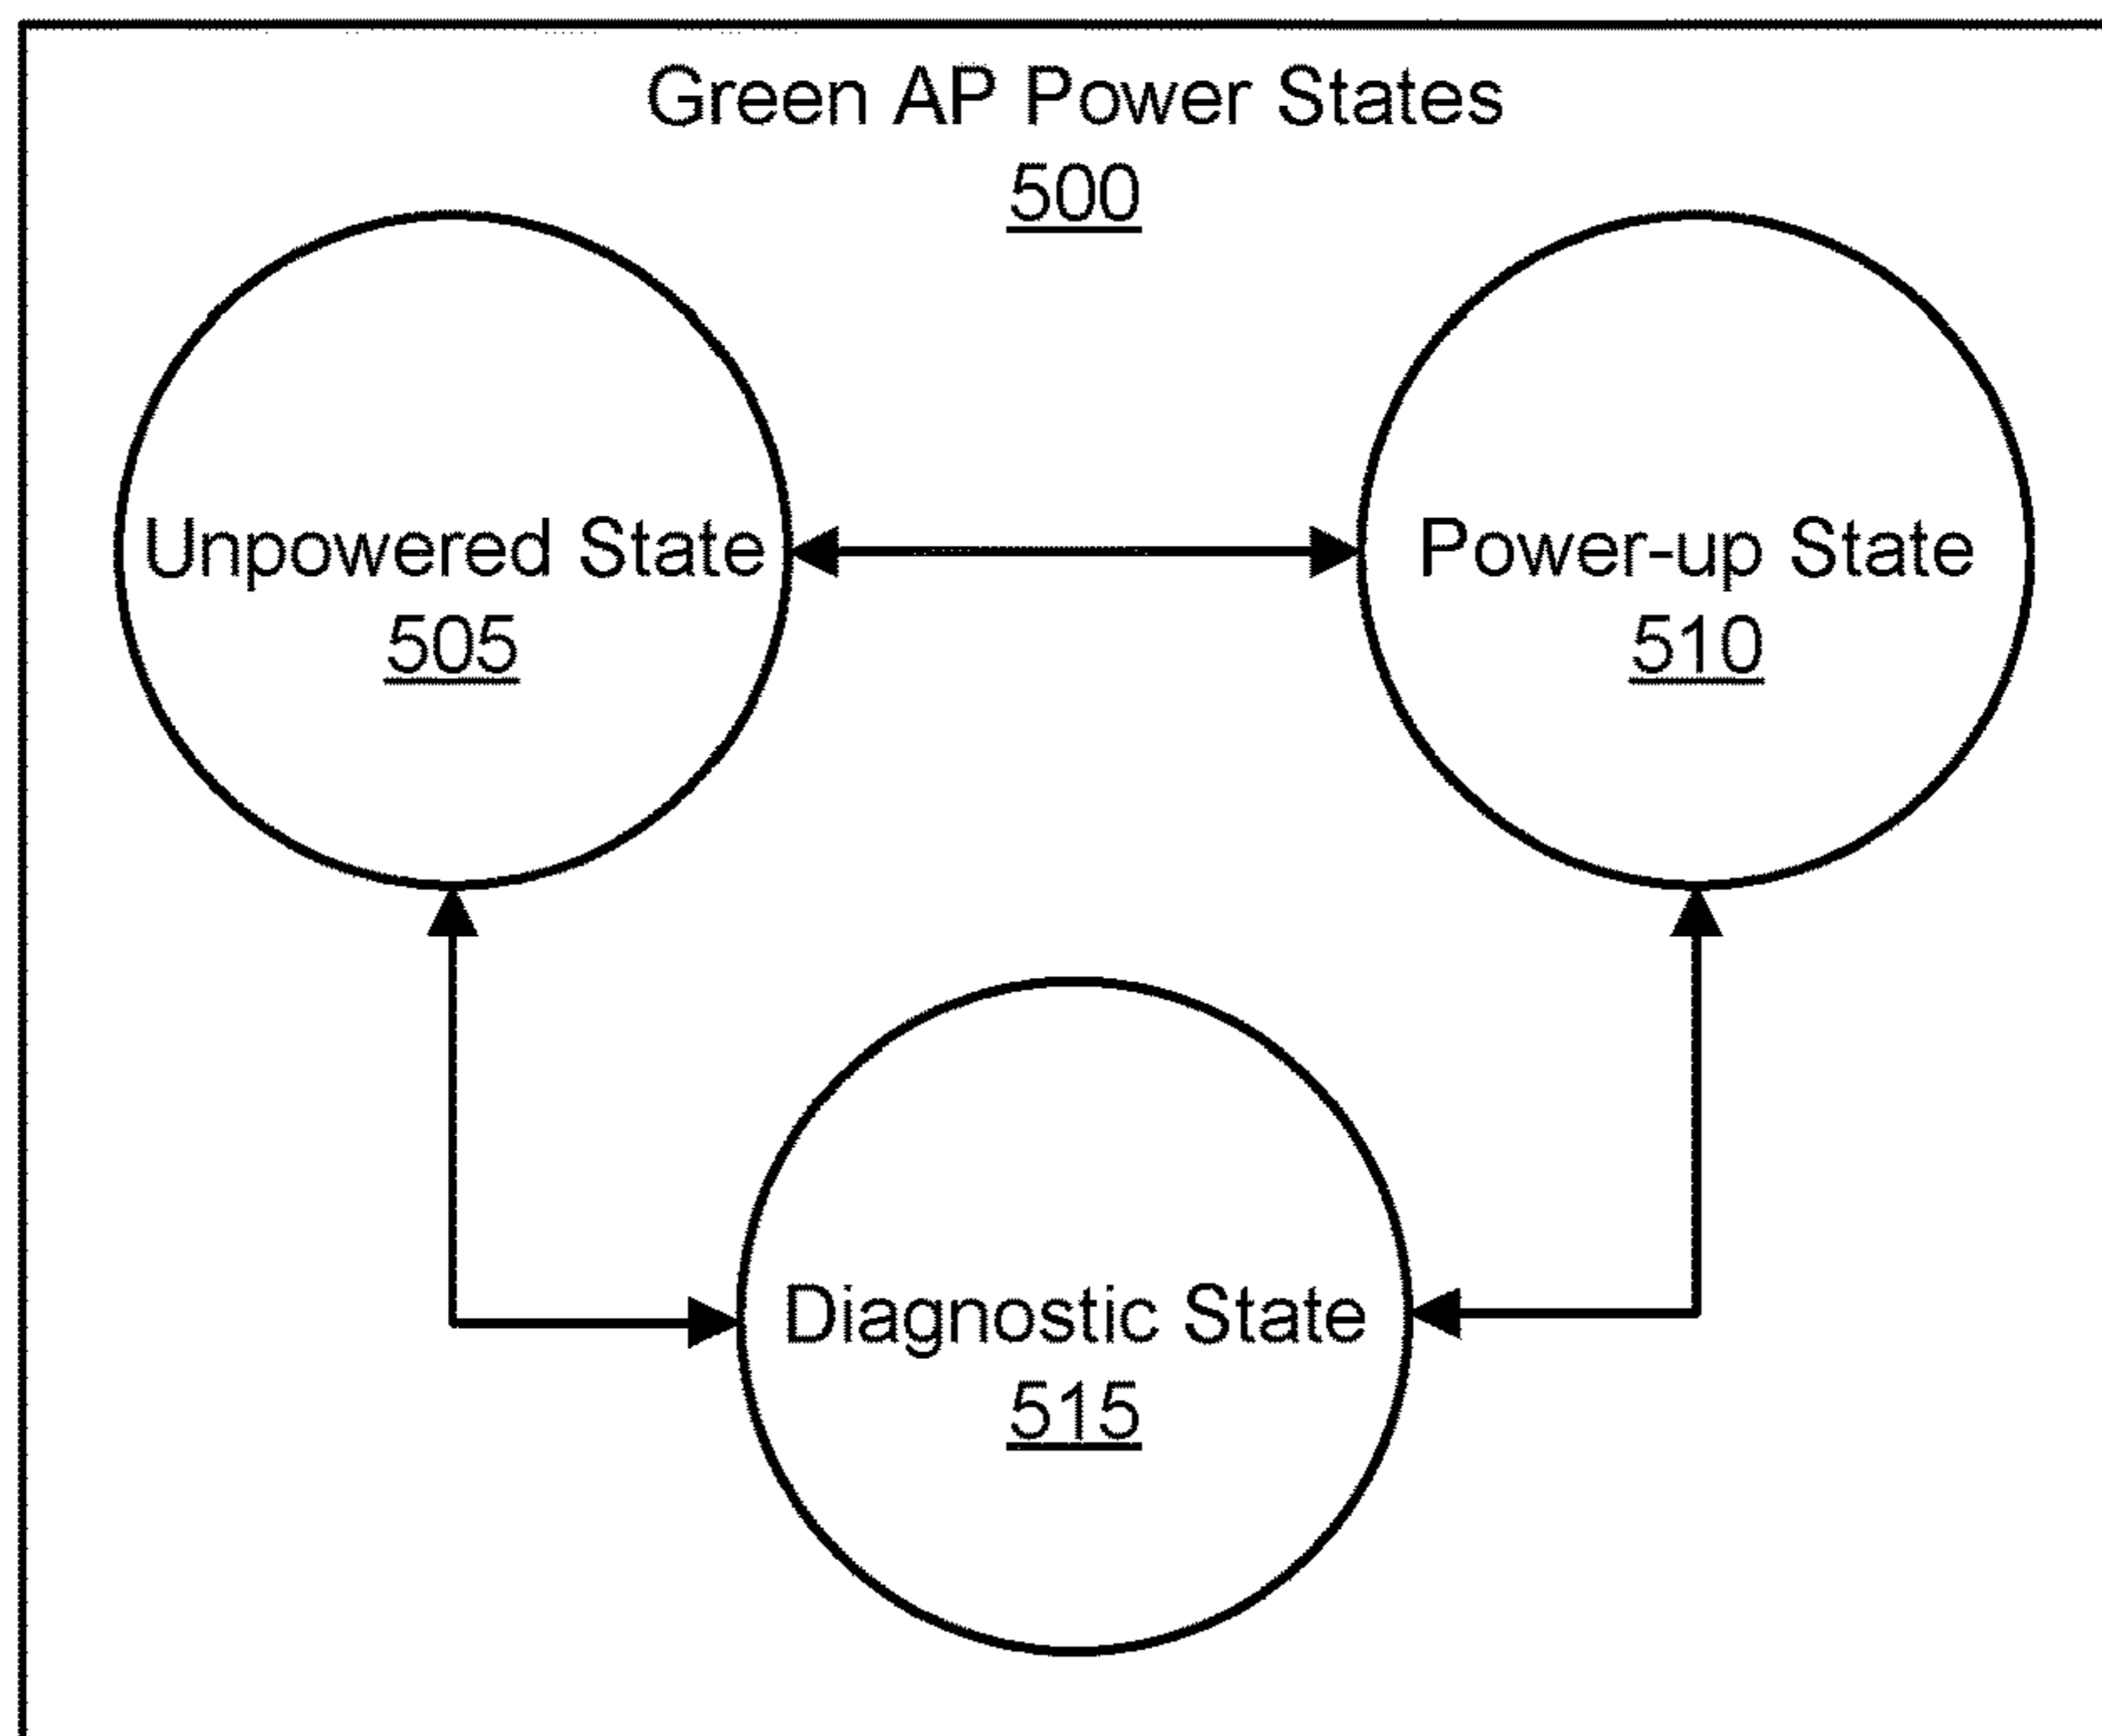 Green AP Power States
500
Unpowered State
505
Power-up State
510
Diagnostic State
515